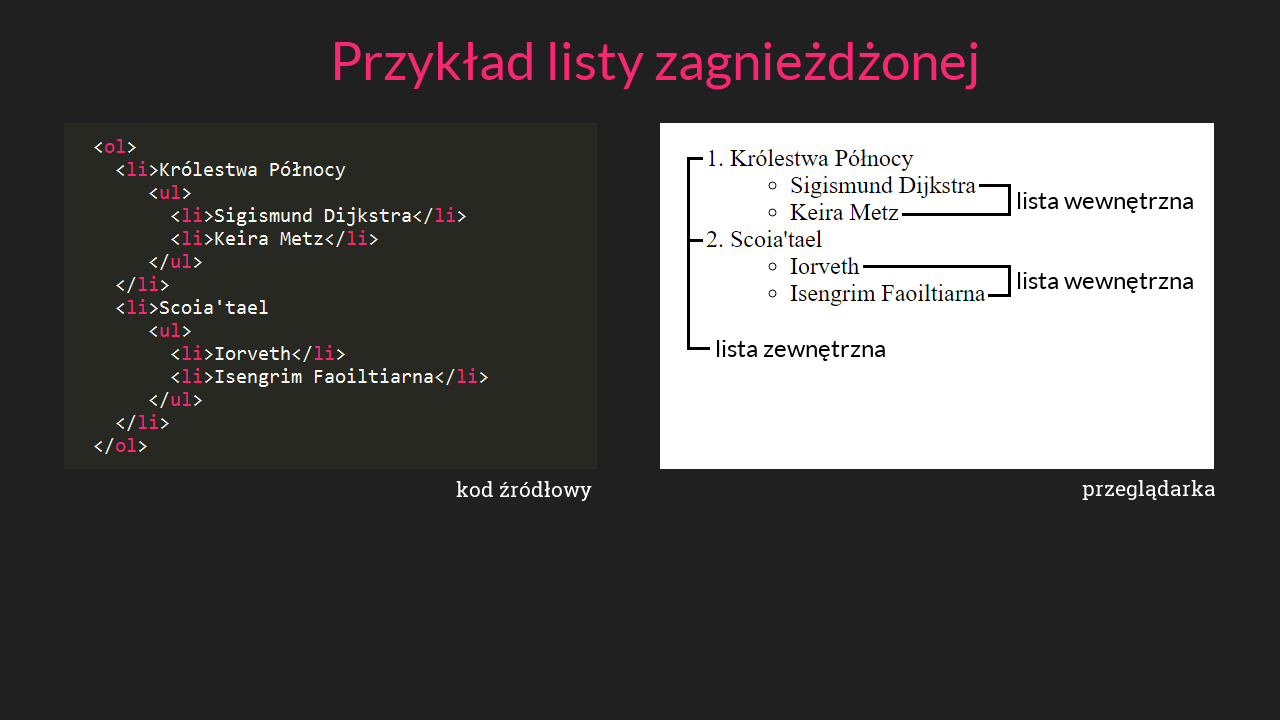 Przykład listy zagnieżdżonej
<ol>
<li>Królestwa Północy
<ul>
<li>Sigismund Dijkstra</li>
<li>Keira Metz</li>
</ul>
</li>
<li>Scoia'tael
<ul>
<li>Iorveth</li>
<li>Isengrim Faoiltiarna</li>
</ul>
</li>
</ol>
kod źródłowy
1. Królestwa Północy
Sigismund Dijkstra
lista wewnętrzna
Keira Metz
2. Scoia'tael
Iorveth
lista wewnętrzna
Isengrim Faoiltiarna
lista zewnętrzna
przeglądarka